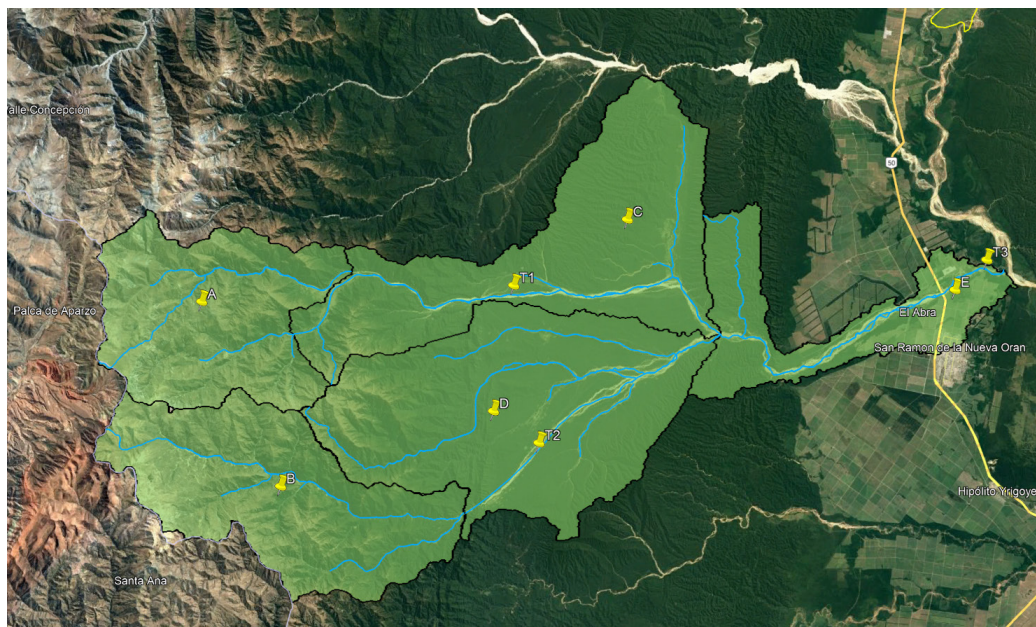 Valle Concepción
50
C
T3
T1
E
A
Palca de Aparzo
El Abra
San Ramon de la Nueva Oran
D
T2
B
Hipólito Yrigoye
Santa Ana